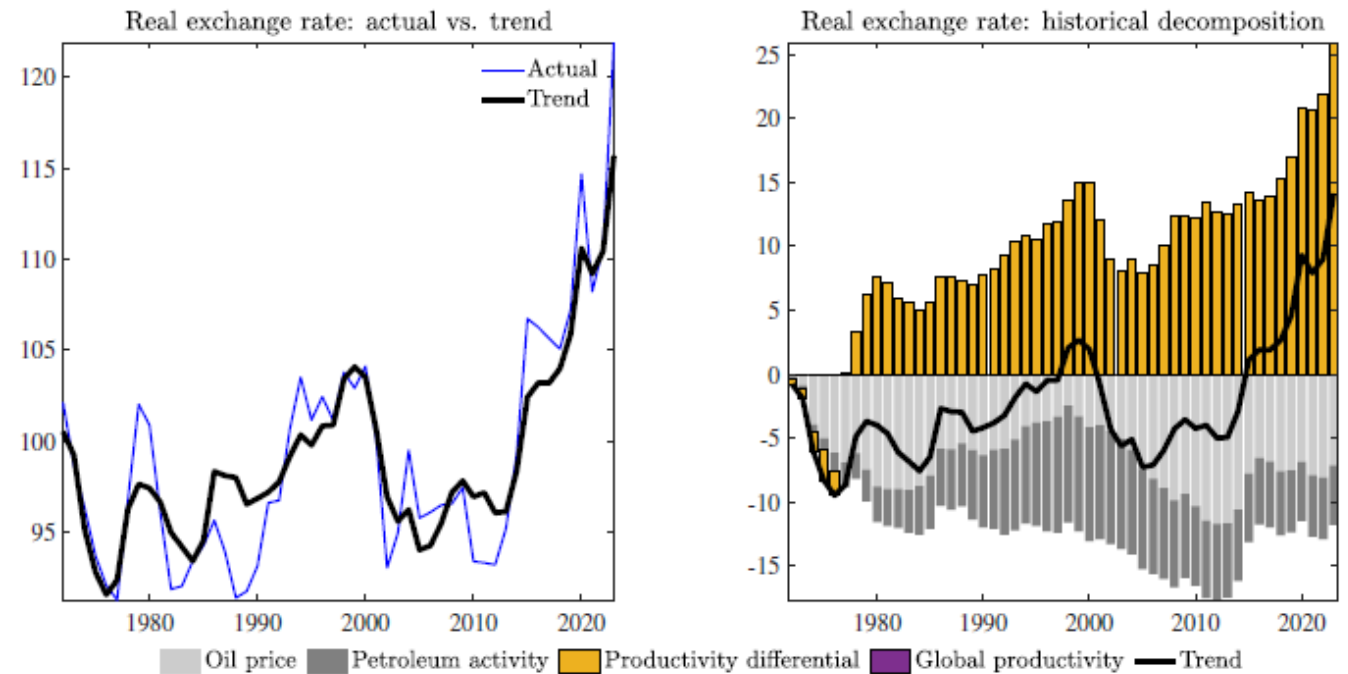 Real exchange rate: actual vs. trend
120
115
110
105
100
95
1980
1990
2000
2010
2020
Actual
Trend
Real exchange rate: historical decomposition
25
20
15
10
5
0
-5
-10
-15
1980
1990
2000
2010
2020
Oil price
Petroleum activity
Productivity differential
Global productivity
Trend